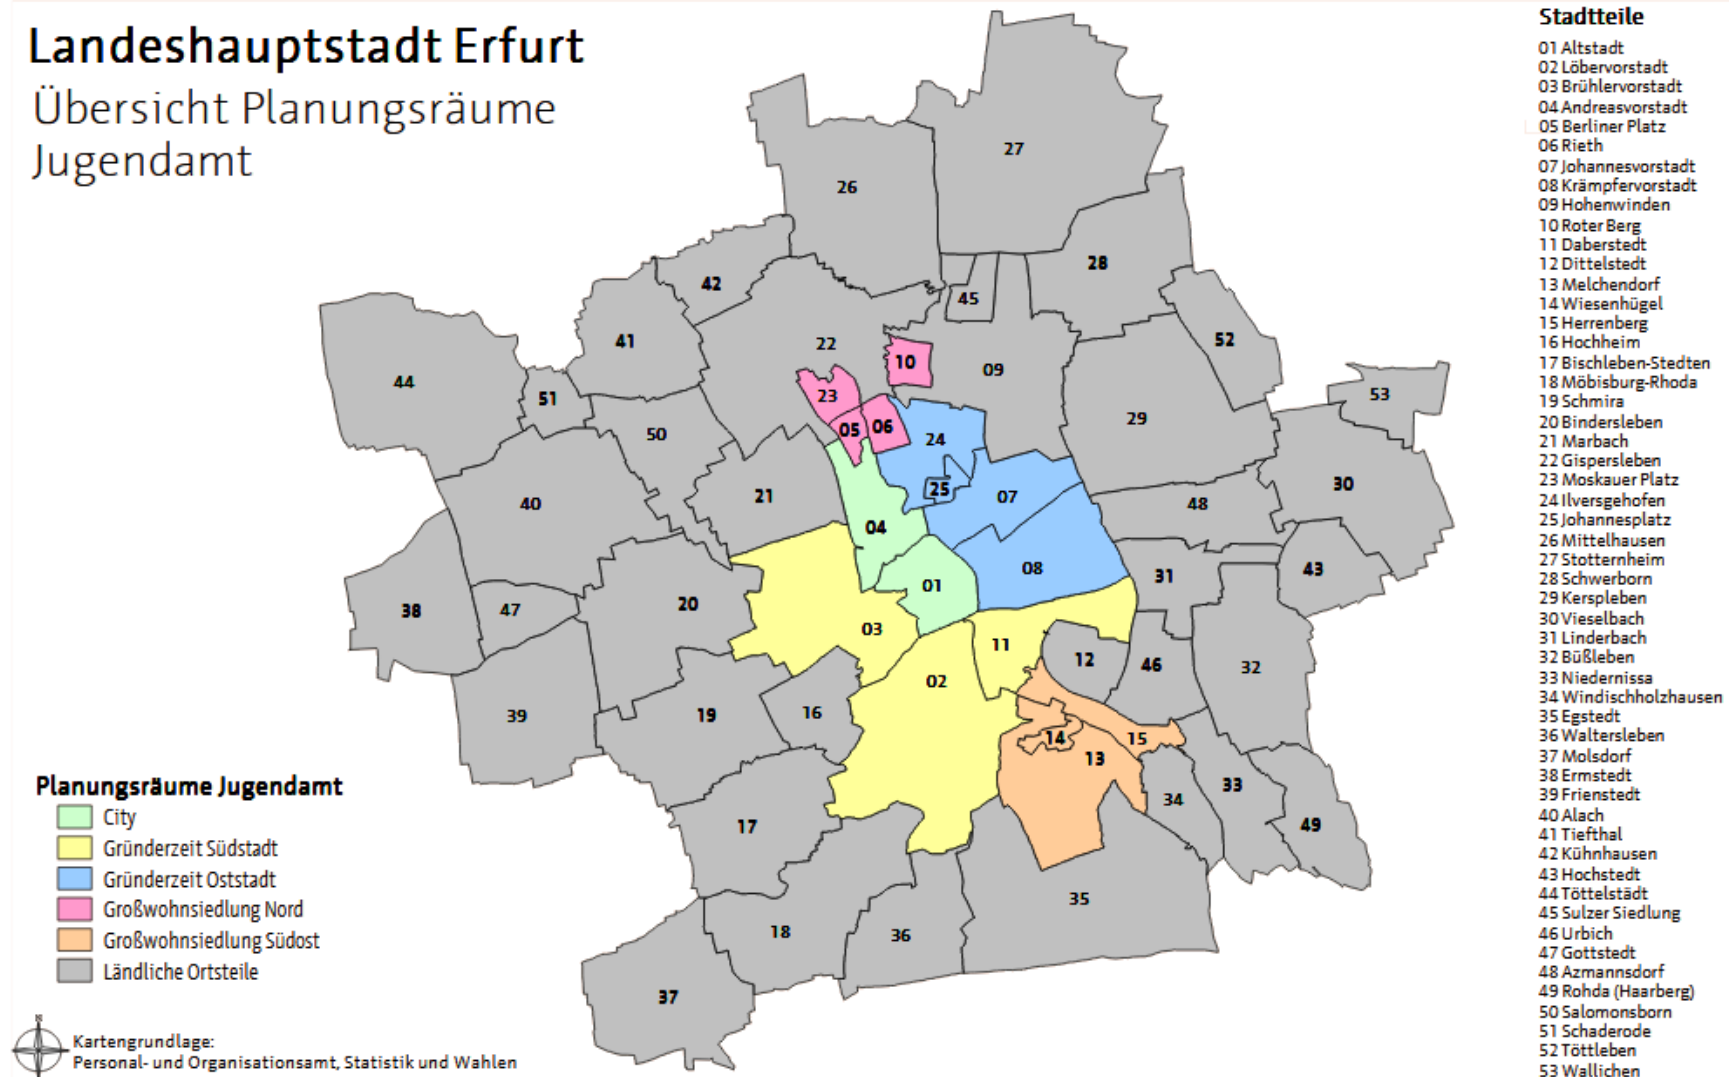 Landeshauptstadt Erfurt
Übersicht Planungsräume
Jugendamt
27
26
28
42
45
52
41
22
10
09
44
53
23
51
29
05
06
24
50
30
21
25
07
40
48
04
08
43
31
01
38
47
20
03
11
12
46
32
02
39
19
16
14
15
13
33
34
17
49
35
18
36
37
Planungsräume Jugendamt
City
Gründerzeit Südstadt
Gründerzeit Oststadt
Großwohnsiedlung Nord
Großwohnsiedlung Südost
Ländliche Ortsteile
N
Kartengrundlage:
Personal- und Organisationsamt, Statistik und Wahlen
Stadtteile
01 Altstadt
02 Löbervorstadt
03 Brühlervorstadt
04 Andreasvorstadt
05 Berliner Platz
06 Rieth
07 Johannesvorstadt
08 Krämpfervorstadt
09 Hohenwinden
10 Roter Berg
11 Daberstedt
12 Dittelstedt
13 Melchendorf
14 Wiesenhügel
15 Herrenberg
16 Hochheim
17 Bischleben-Stedten
18 Möbisburg-Rhoda
19 Schmira
20 Bindersleben
21 Marbach
22 Gispersleben
23 Moskauer Platz
24 Ilversgehofen
25 Johannesplatz
26 Mittelhausen
27 Stotternheim
28 Schwerborn
29 Kerspleben
30 Vieselbach
31 Linderbach
32 Büßleben
33 Niedernissa
34 Windischholzhausen
35 Egstedt
36 Waltersleben
37 Molsdorf
38 Ermstedt
39 Frienstedt
40 Alach
41 Tiefthal
42 Kühnhausen
43 Hochstedt
44 Töttelstädt
45 Sulzer Siedlung
46 Urbich
47 Gottstedt
48 Azmannsdorf
49 Rohda (Haarberg)
50 Salomonsborn
51 Schaderode
52 Töttleben
53 Wallichen